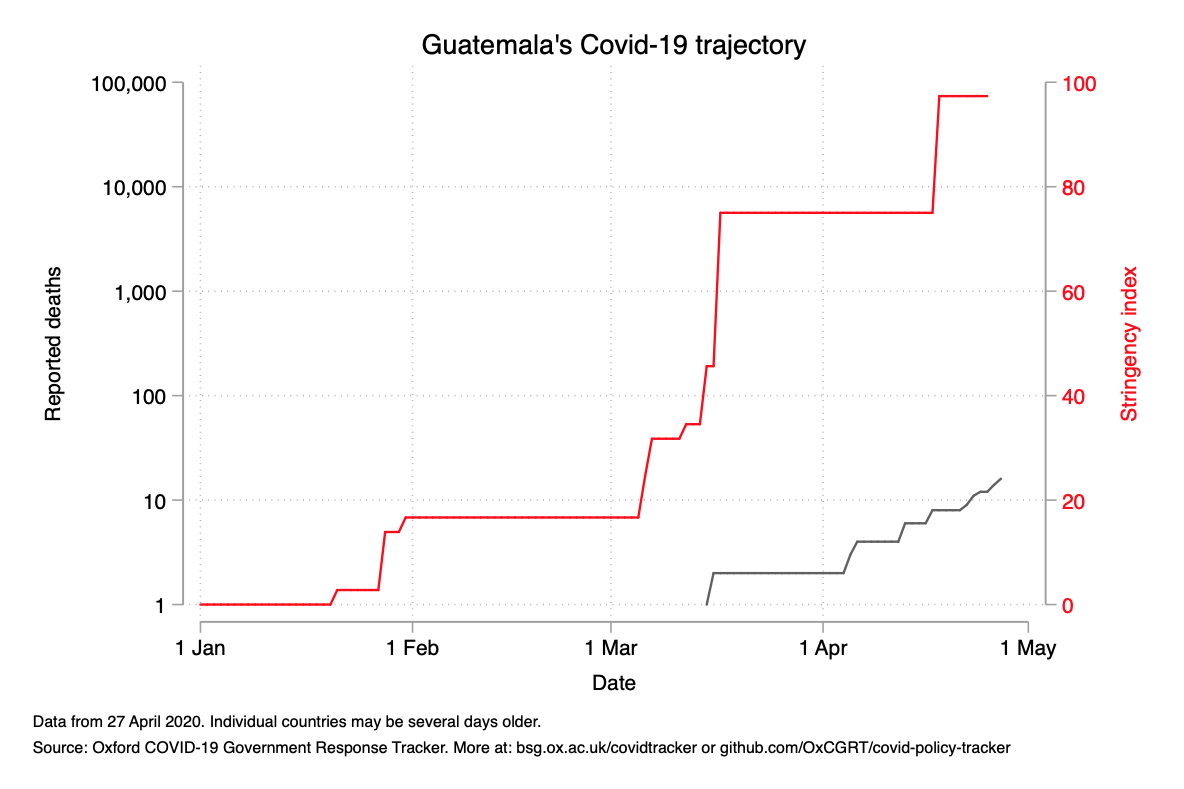 Guatemala's Covid-19 trajectory
100,000
10,000
1,000
100
10
1
Reported deaths
100
80
60
40
20
0
Stringency index
1 Jan
1 Feb
1 Mar
1 Apr
1 May
Date
Data from 27 April 2020. Individual countries may be several days older.
Source: Oxford COVID-19 Government Response Tracker. More at: bsg.ox.ac.uk/covidtracker or github.com/OxCGRT/covid-policy-tracker